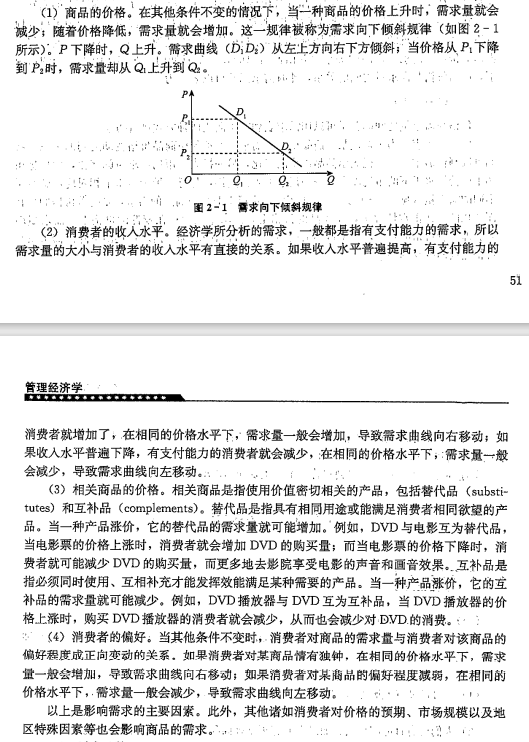 (1) 商品的价格。在其他条件不变的情况下，当一种商品的价格上升时，需求量就会
减少；随着价格降低，需求量就会增加。这一规律被称为需求向下倾斜规律（如图 2-1
所示）。P 下降时，Q 上升。需求曲线（D₁D₂）从左上方向右下方倾斜；当价格从 P₁ 下降
到 P₂ 时，需求量却从 Q₁ 上升到 Q₂。
P
P₁
D₁
P₂
D₂
O
Q₁
Q₂
Q
图 2-1 需求向下倾斜规律
(2) 消费者的收入水平。经济学所分析的需求，一般都是指有支付能力的需求，所以
需求量的大小与消费者的收入水平有直接的关系。如果收入水平普遍提高，有支付能力的
51
管理经济学
消费者就增加了，在相同的价格水平下，需求量一般会增加，导致需求曲线向右移动；如
果收入水平普遍下降，有支付能力的消费者就会减少，在相同的价格水平下，需求量一般
会减少，导致需求曲线向左移动。
(3) 相关商品的价格。相关商品是指使用价值密切相关的产品，包括替代品（substi-
tutes）和互补品（complements）。替代品是指具有相同用途或能满足消费者相同欲望的产
品。当一种产品涨价，它的替代品的需求量就可能增加。例如，DVD 与电影互为替代品，
当电影票的价格上涨时，消费者就会增加 DVD 的购买量；而当电影票的价格下降时，消
费者就可能减少 DVD 的购买量，而更多地去影院享受电影的声音和画音效果。互补品是
指必须同时使用、互相补充才能发挥效能满足某种需要的产品。当一种产品涨价，它的互
补品的需求量就可能减少。例如，DVD 播放器与 DVD 互为互补品，当 DVD 播放器的价
格上涨时，购买 DVD 播放器的消费者就会减少，从而也会减少对 DVD 的消费。
(4) 消费者的偏好。当其他条件不变时，消费者对商品的需求量与消费者对该商品的
偏好程度成正向变动的关系。如果消费者对某商品情有独钟，在相同的价格水平下，需求
量一般会增加，导致需求曲线向右移动；如果消费者对某商品的偏好程度减弱，在相同的
价格水平下，需求量一般会减少，导致需求曲线向左移动。
以上是影响需求的主要因素。此外，其他诸如消费者对价格的预期、市场规模以及地
区特殊因素等也会影响商品的需求。